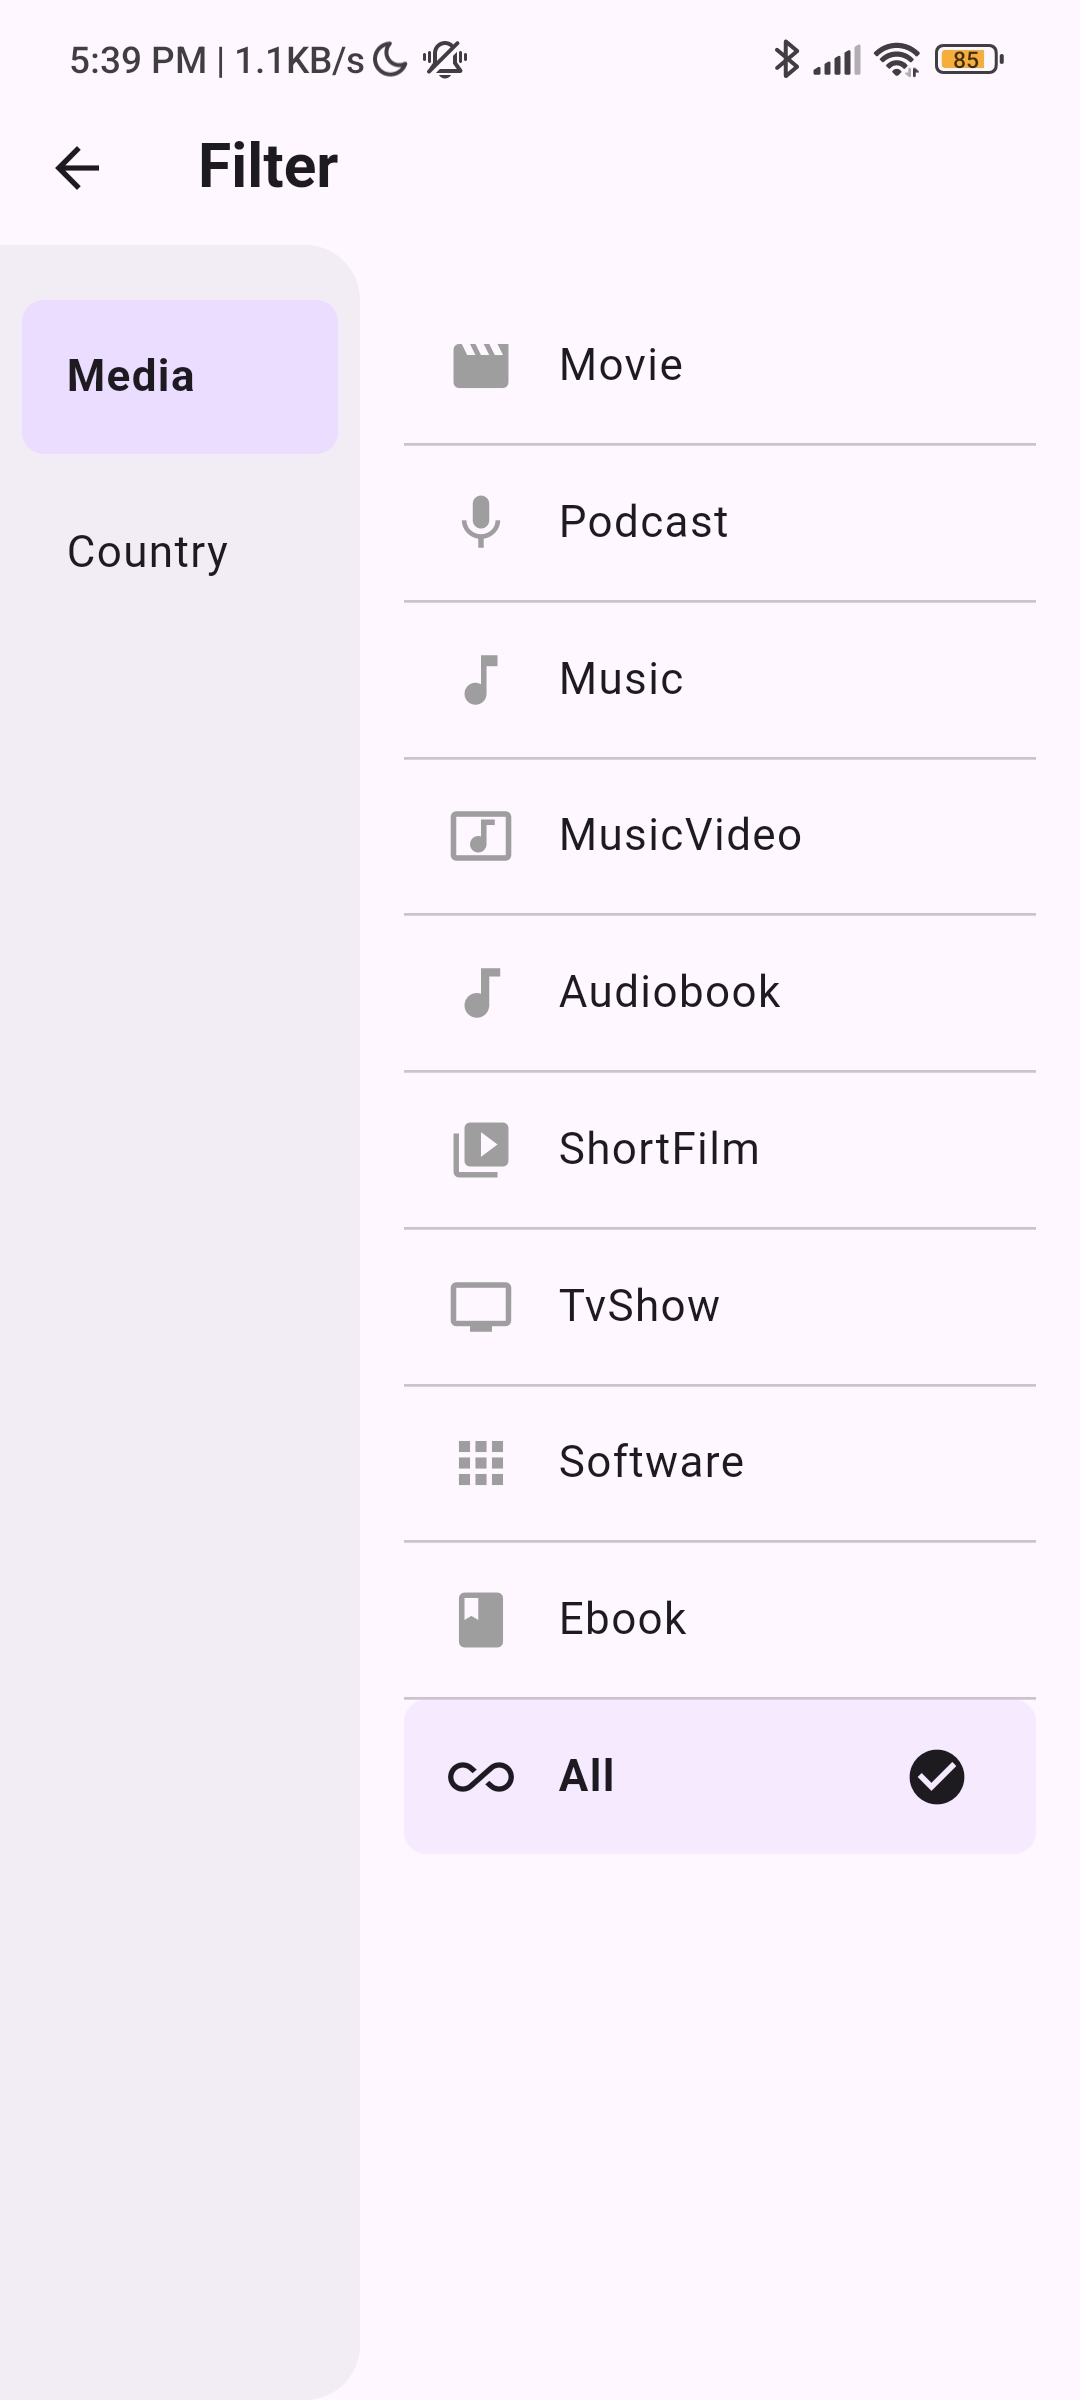 5:39 PM | 1.1KB/s
85
Filter
Media
Country
Movie
Podcast
Music
MusicVideo
Audiobook
ShortFilm
TvShow
Software
Ebook
All